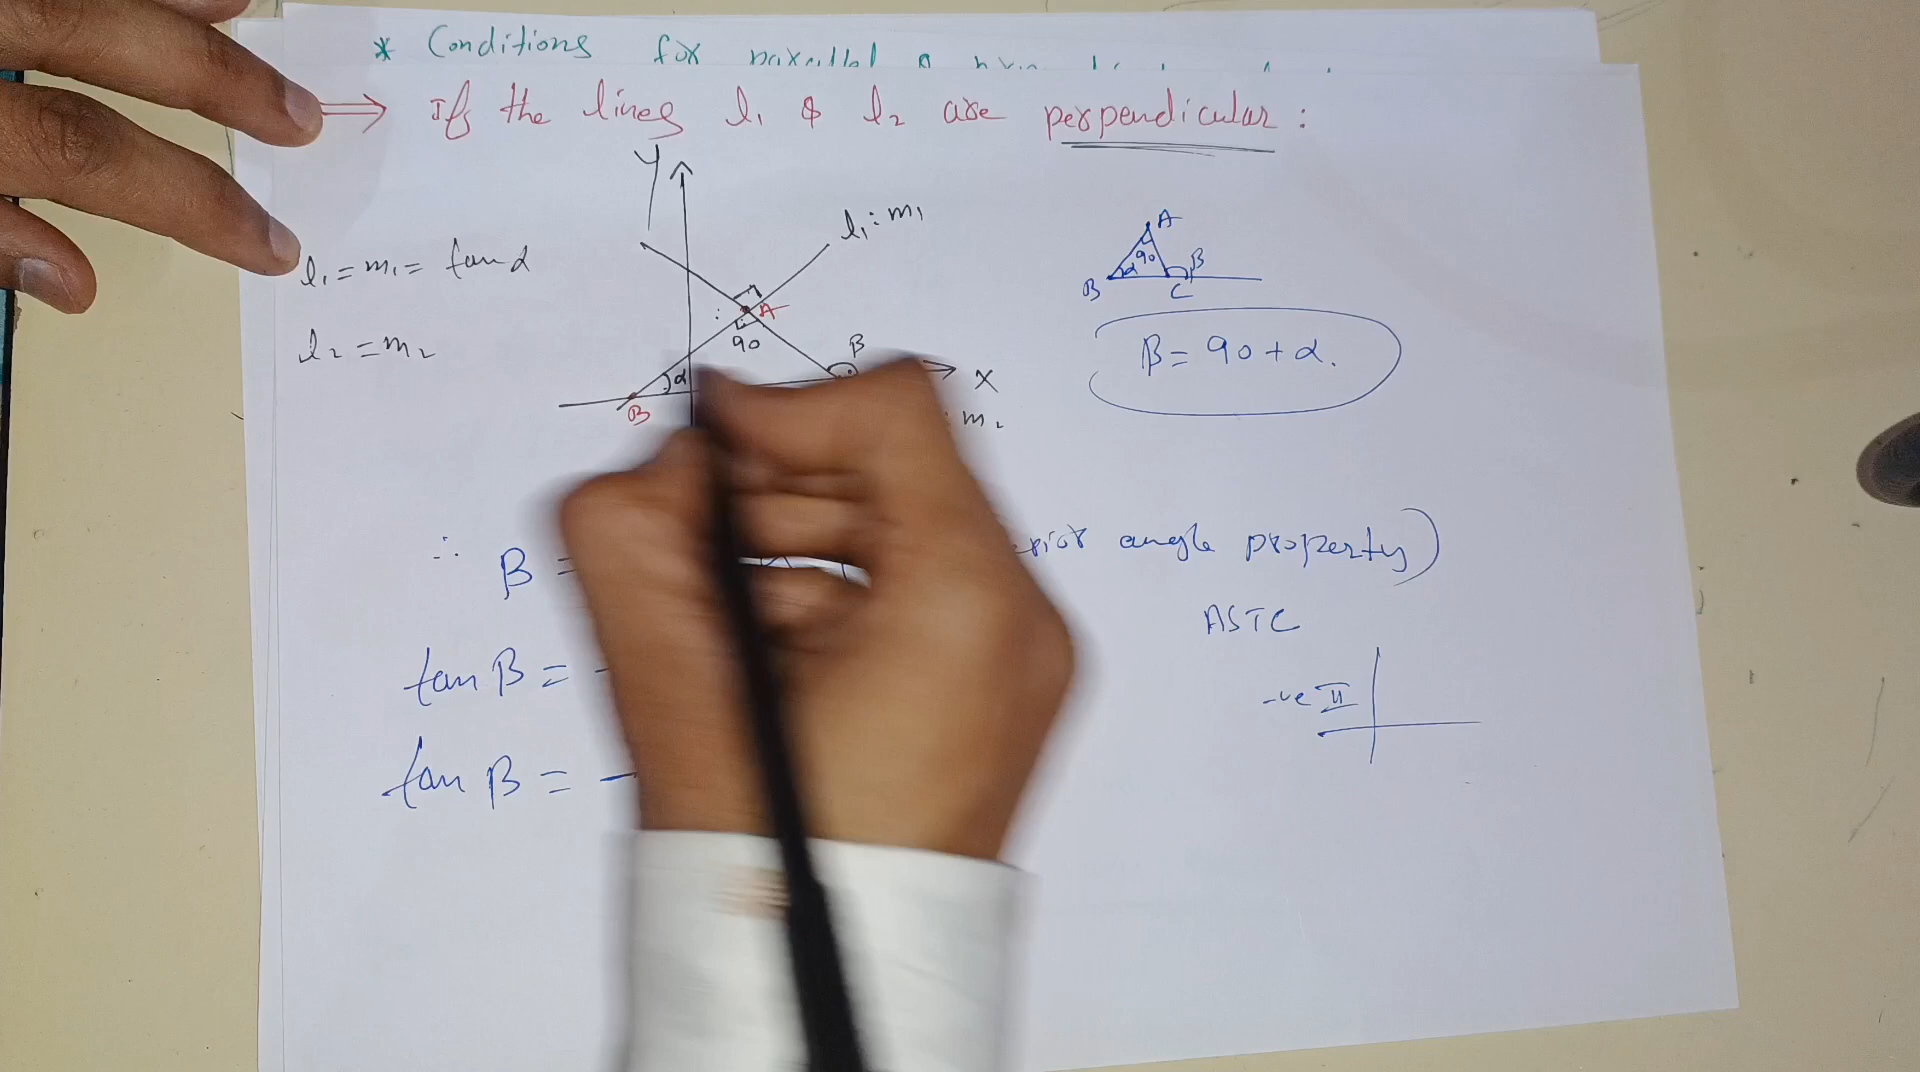 * Conditions for
⇒ If the lines l₁ & l₂ are perpendicular :
Y
l₁ : m₁
l₁ = m₁ = tan α
l₂ = m₂
A
90
β
α
B
X
m₂
A
90
α
β
B
C
β = 90 + α.
∴ β =
angle property)
ASTC
tan β = -
-ve II
tan β = -